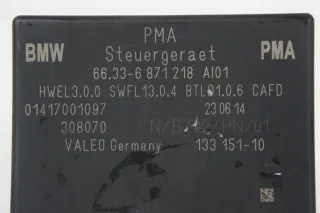 PMA
BMW Steuergeraet PMA
66.33-6 871 218 AI01
HWEL3.0.0 SWFL13.0.4 BTLD1.0.6 CAFD
01417001097 23 06 14
308070
VALEO Germany 133 151-10